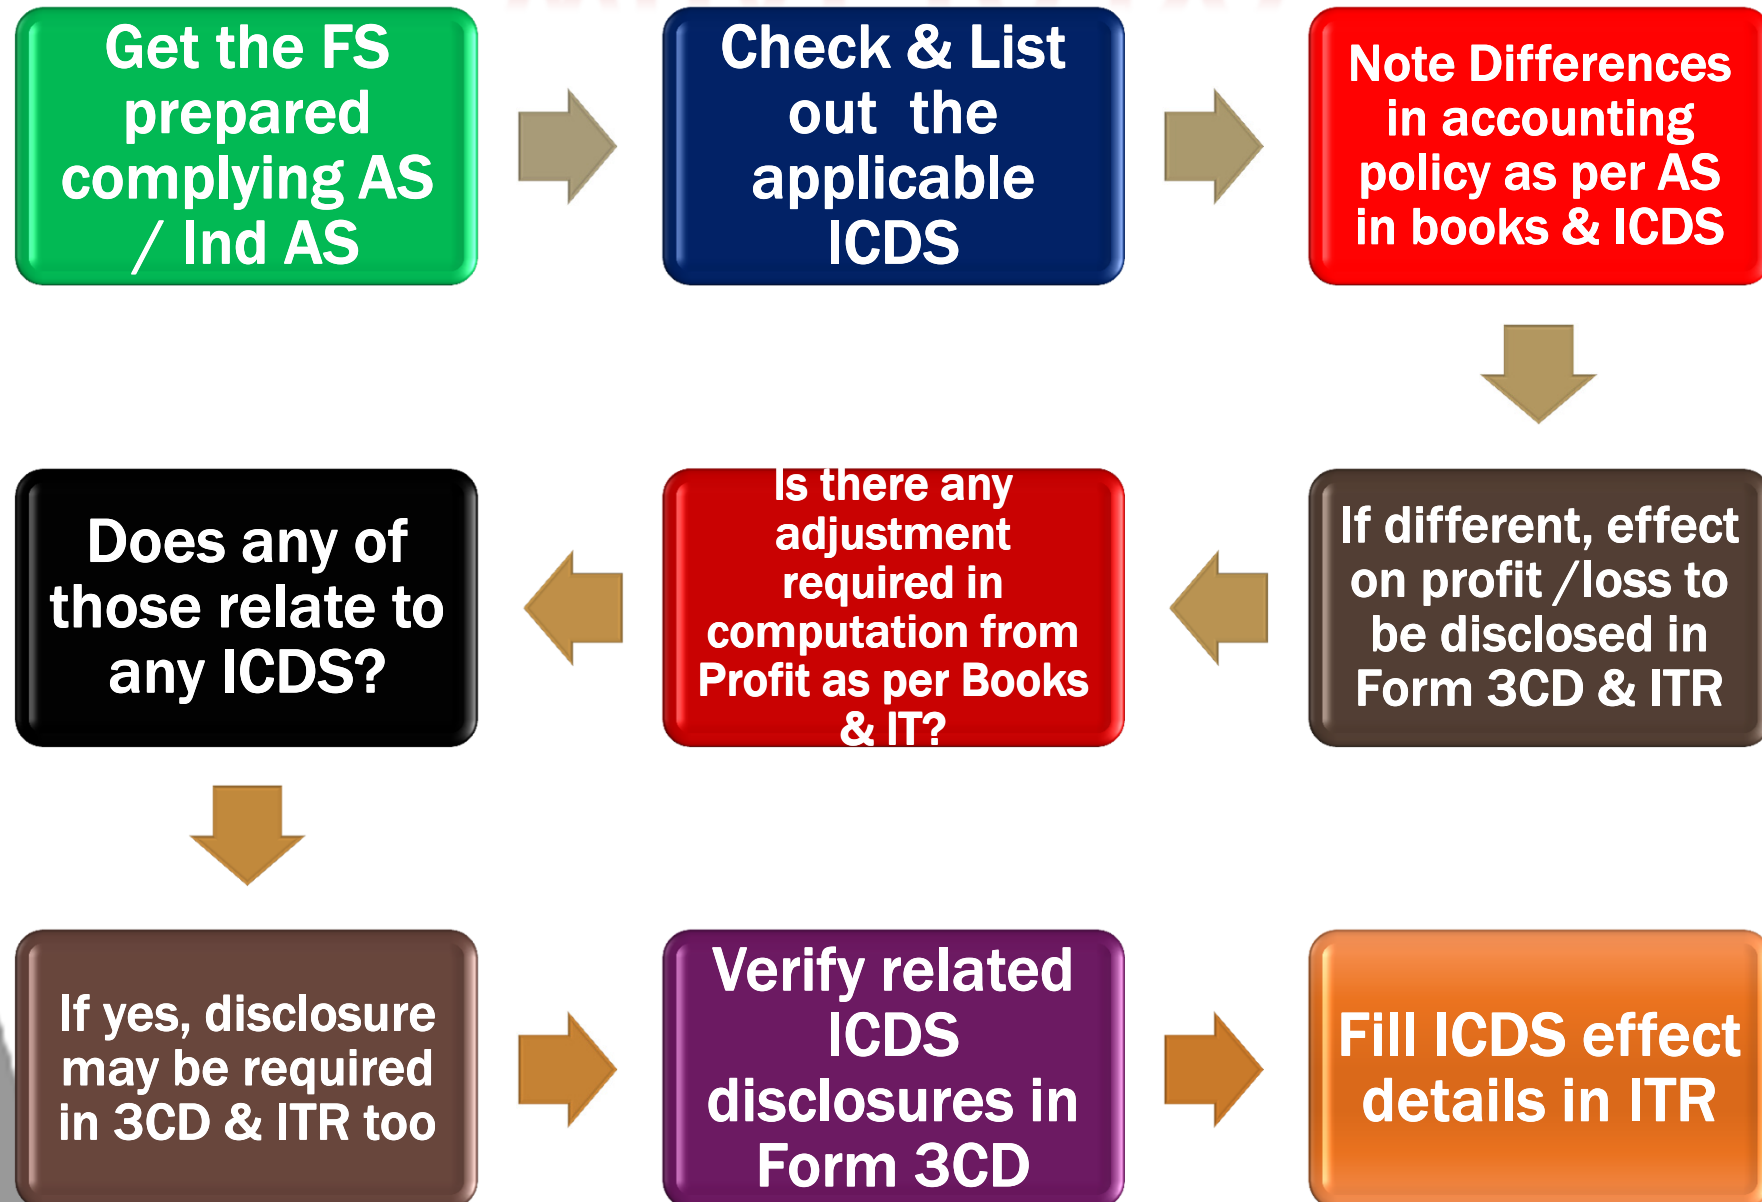 Get the FS
prepared
complying AS
/ Ind AS
Check & List
out the
applicable
ICDS
Note Differences
in accounting
policy as per AS
in books & ICDS
If different, effect
on profit /loss to
be disclosed in
Form 3CD & ITR
Is there any
adjustment
required in
computation from
Profit as per Books
& IT?
Does any of
those relate to
any ICDS?
If yes, disclosure
may be required
in 3CD & ITR too
Verify related
ICDS
disclosures in
Form 3CD
Fill ICDS effect
details in ITR